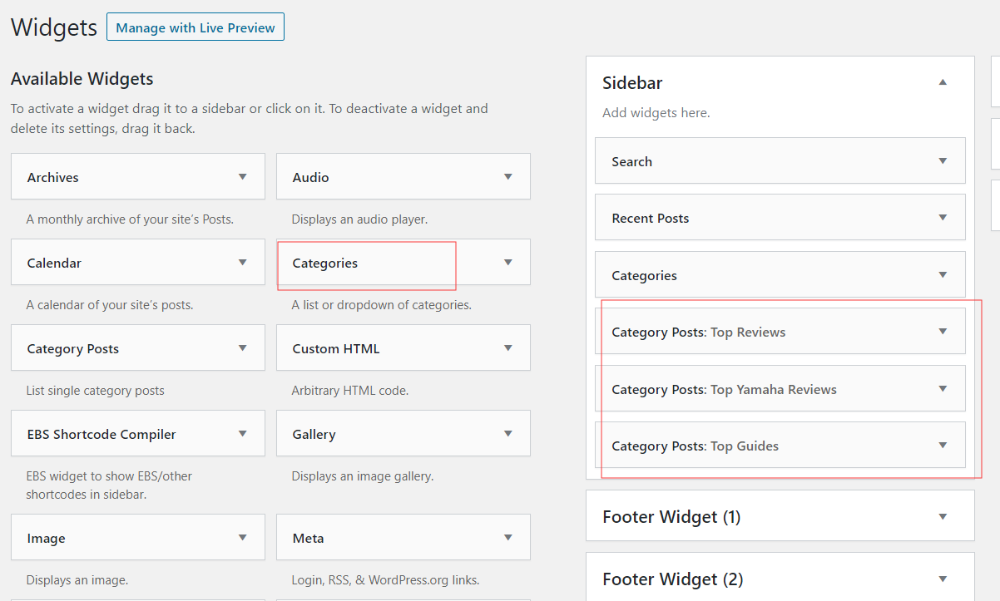 Widgets
Manage with Live Preview
Available Widgets
To activate a widget drag it to a sidebar or click on it. To deactivate a widget and
delete its settings, drag it back.
Archives
Audio
A monthly archive of your site’s Posts.
Displays an audio player.
Calendar
Categories
A calendar of your site’s posts.
A list or dropdown of categories.
Category Posts
Custom HTML
List single category posts
Arbitrary HTML code.
EBS Shortcode Compiler
Gallery
EBS widget to show EBS/other
shortcodes in sidebar.
Displays an image gallery.
Image
Meta
Displays an image.
Login, RSS, & WordPress.org links.
Sidebar
Add widgets here.
Search
Recent Posts
Categories
Category Posts: Top Reviews
Category Posts: Top Yamaha Reviews
Category Posts: Top Guides
Footer Widget (1)
Footer Widget (2)